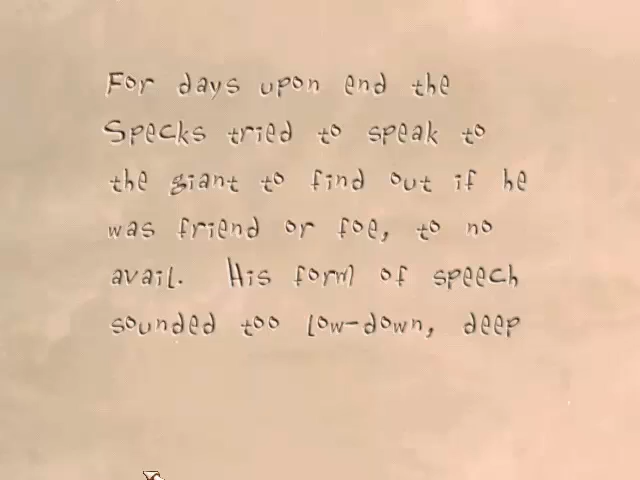 For days upon end the
Specks tried to speak to
the giant to find out if he
was friend or foe, to no
avail. His form of speech
sounded too low-down, deep